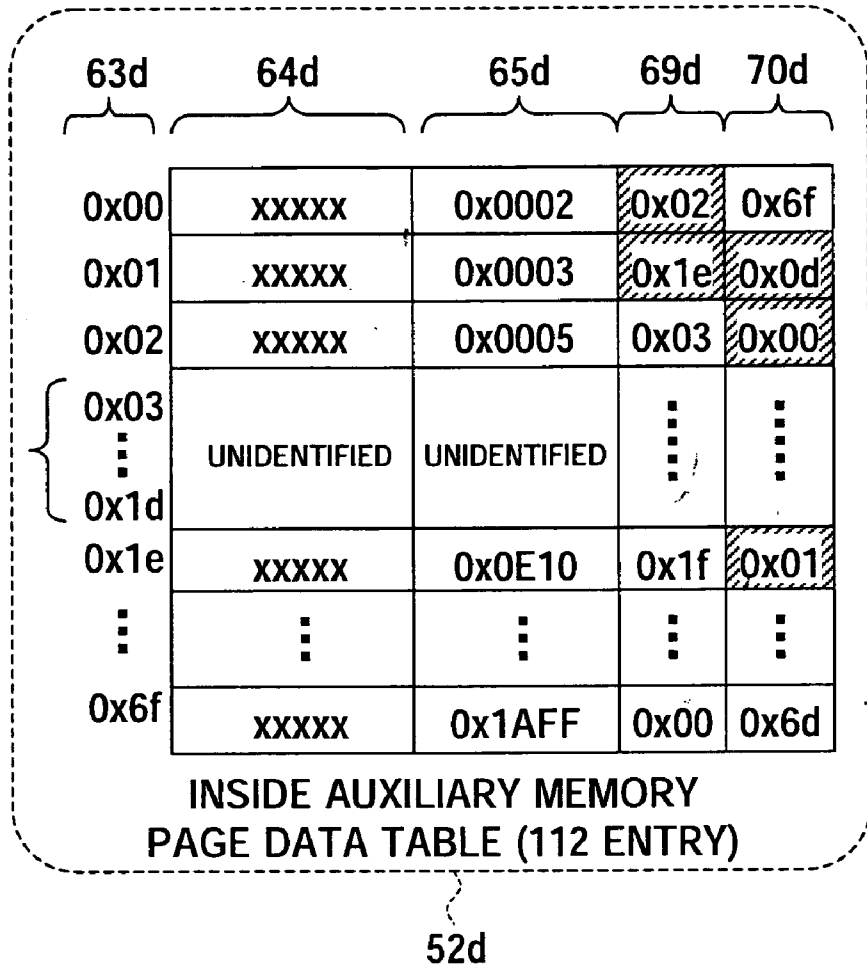 63d 64d 65d 69d 70d
0x00 xxxxx 0x0002 0x02 0x6f
0x01 xxxxx 0x0003 0x1e 0x0d
0x02 xxxxx 0x0005 0x03 0x00
0x03
UNIDENTIFIED UNIDENTIFIED
0x1d
0x1e xxxxx 0x0E10 0x1f 0x01
0x6f xxxxx 0x1AFF 0x00 0x6d
INSIDE AUXILIARY MEMORY
PAGE DATA TABLE (112 ENTRY)
52d